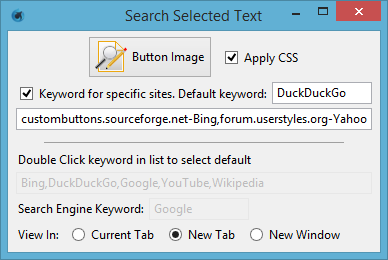 Search Selected Text
Button Image
Apply CSS
Keyword for specific sites. Default keyword: DuckDuckGo
custombuttons.sourceforge.net-Bing,forum.userstyles.org-Yahoo
Double Click keyword in list to select default
Bing,DuckDuckGo,Google,YouTube,Wikipedia
Search Engine Keyword: Google
View In: Current Tab New Tab New Window